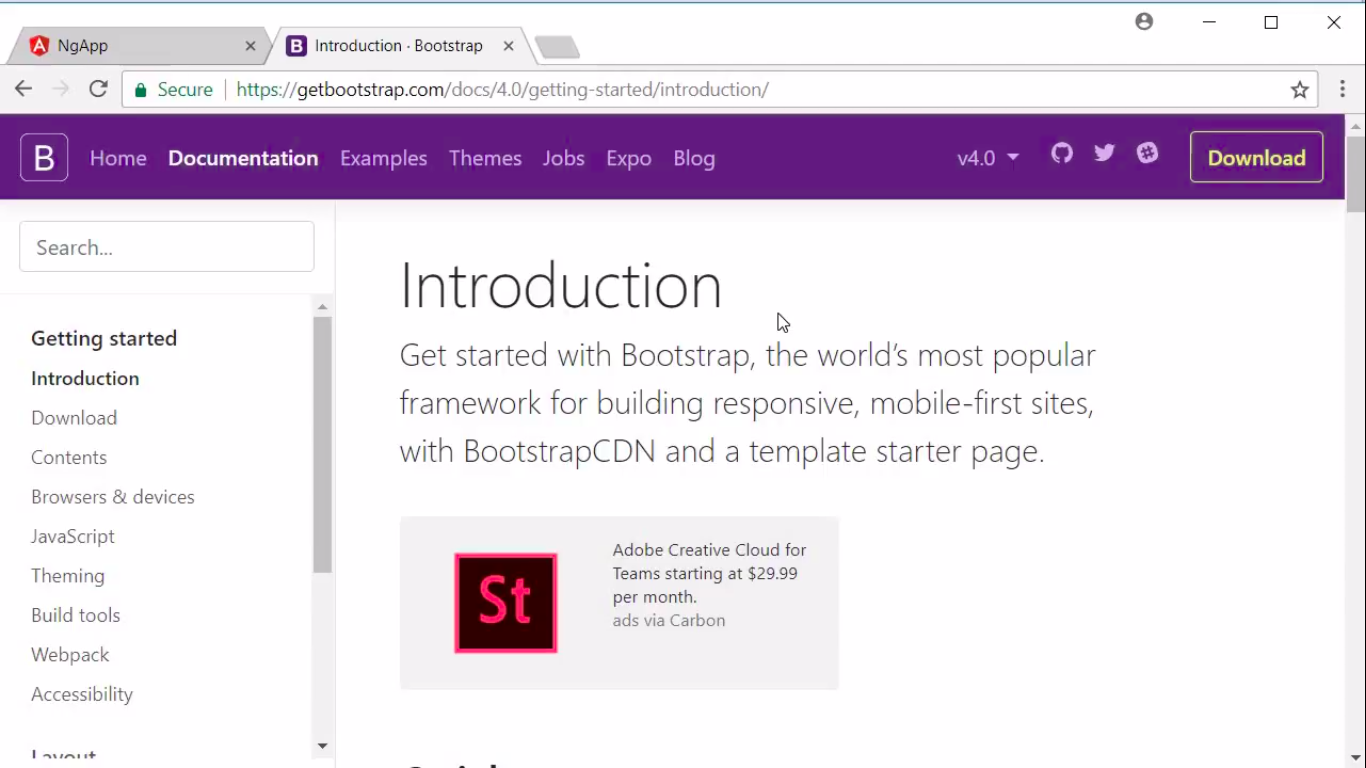 NgApp
Introduction · Bootstrap
Secure
https://getbootstrap.com/docs/4.0/getting-started/introduction/
B Home Documentation Examples Themes Jobs Expo Blog v4.0 Download
Search...
Getting started
Introduction
Download
Contents
Browsers & devices
JavaScript
Theming
Build tools
Webpack
Accessibility
Layout
Introduction
Get started with Bootstrap, the world's most popular
framework for building responsive, mobile-first sites,
with BootstrapCDN and a template starter page.
St
Adobe Creative Cloud for
Teams starting at $29.99
per month.
ads via Carbon